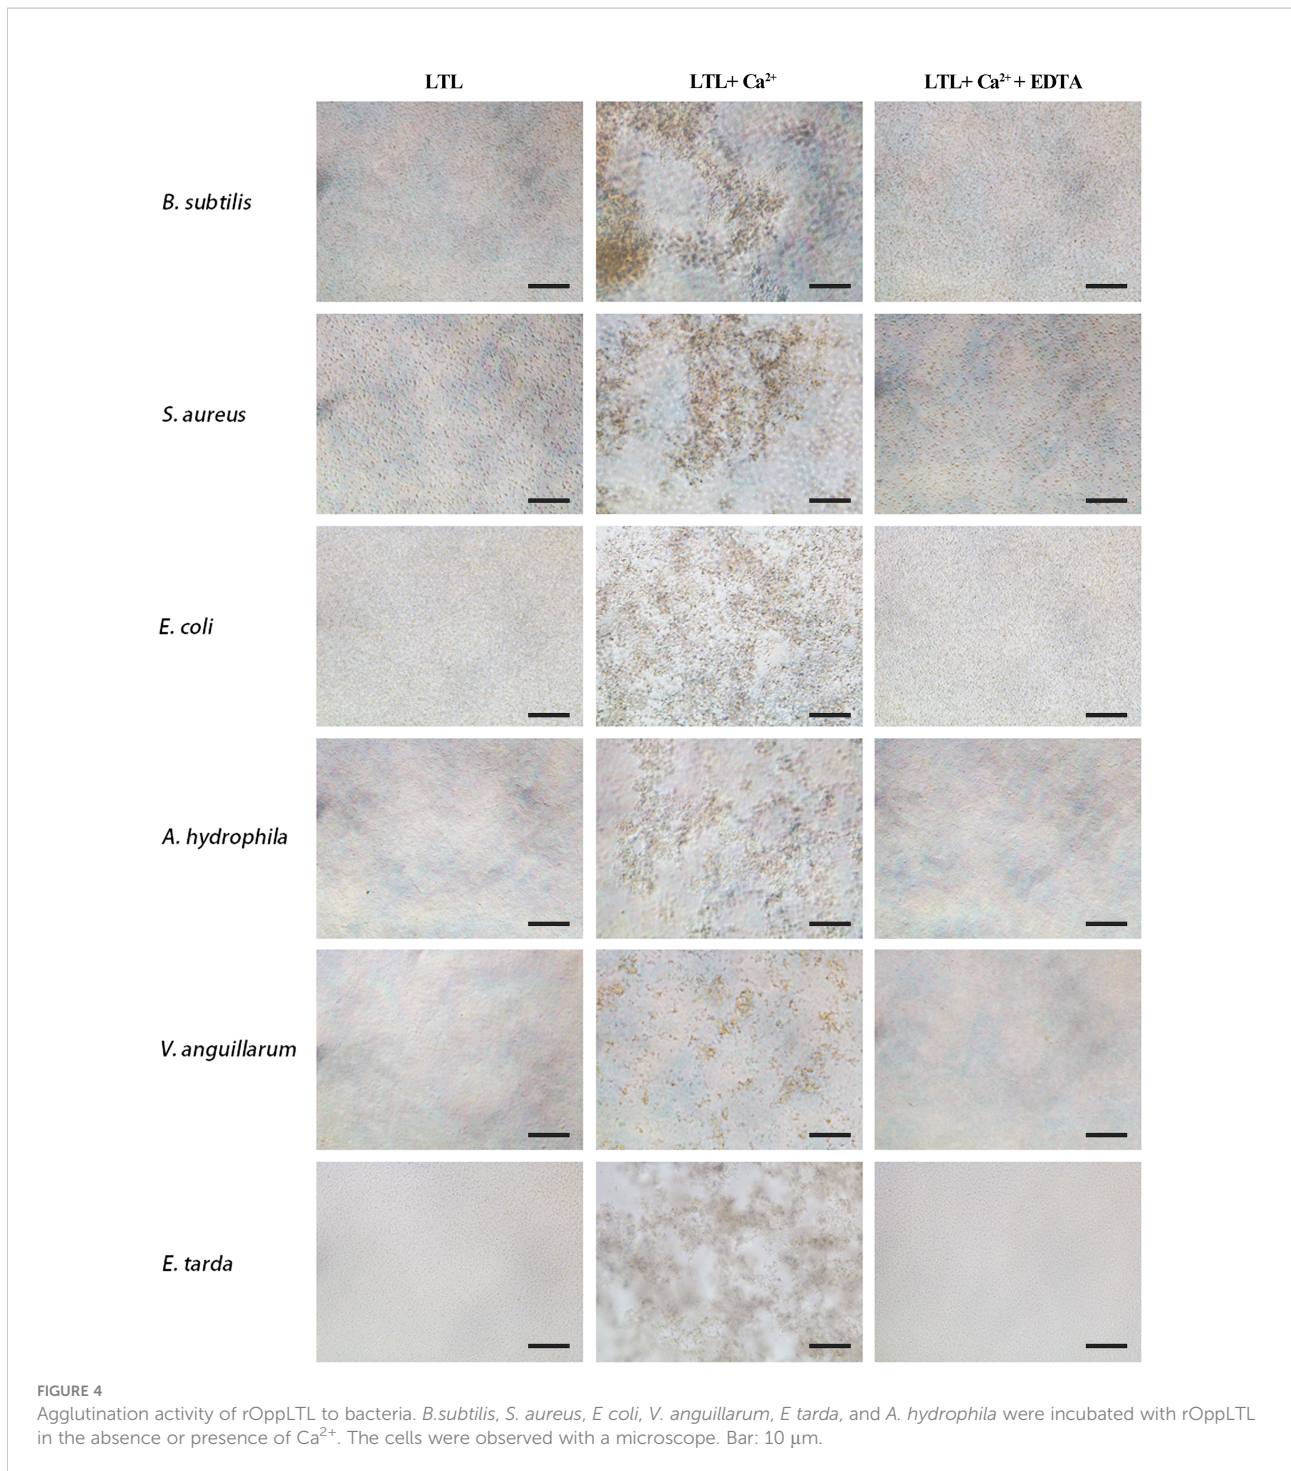 LTL LTL+ Ca²⁺ LTL+ Ca²⁺ + EDTA
B. subtilis
S. aureus
E. coli
A. hydrophila
V. anguillarum
E. tarda
FIGURE 4
Agglutination activity of rOppLTL to bacteria. B.subtilis, S. aureus, E coli, V. anguillarum, E tarda, and A. hydrophila were incubated with rOppLTL
in the absence or presence of Ca²⁺. The cells were observed with a microscope. Bar: 10 μm.